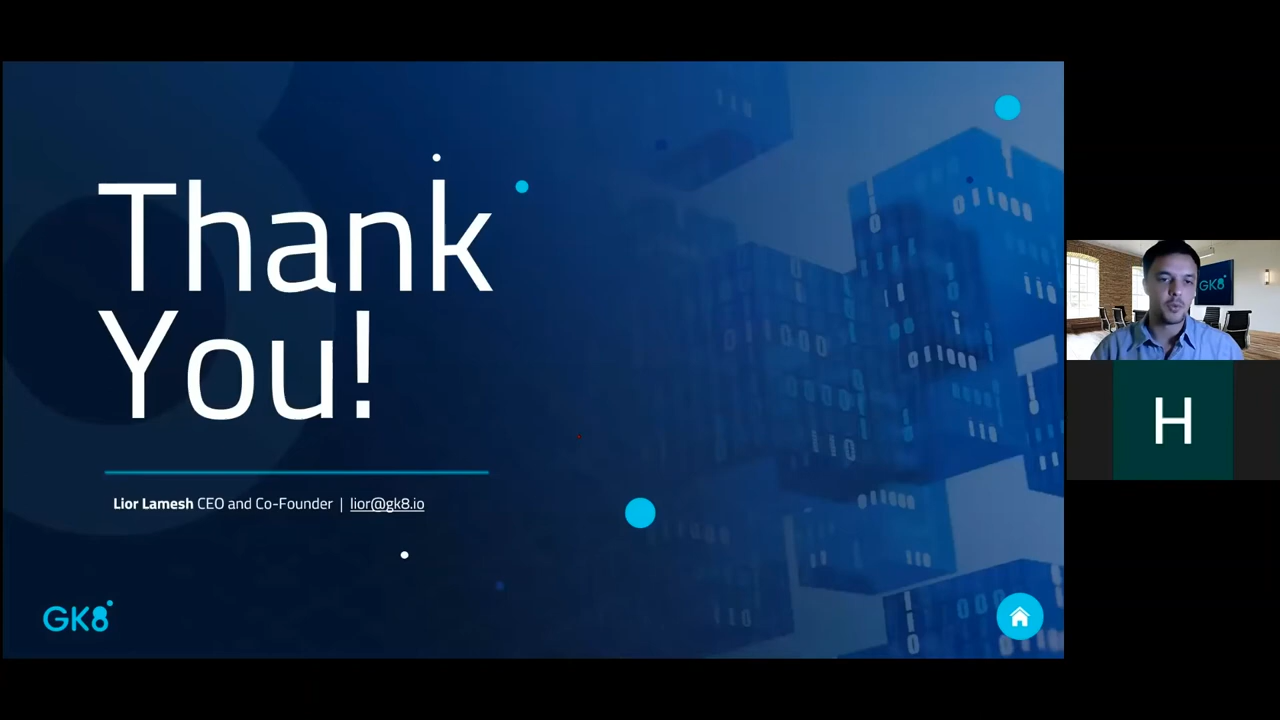 Thank
You!
Lior Lamesh CEO and Co-Founder | lior@gk8.io
GK8
GK8
H